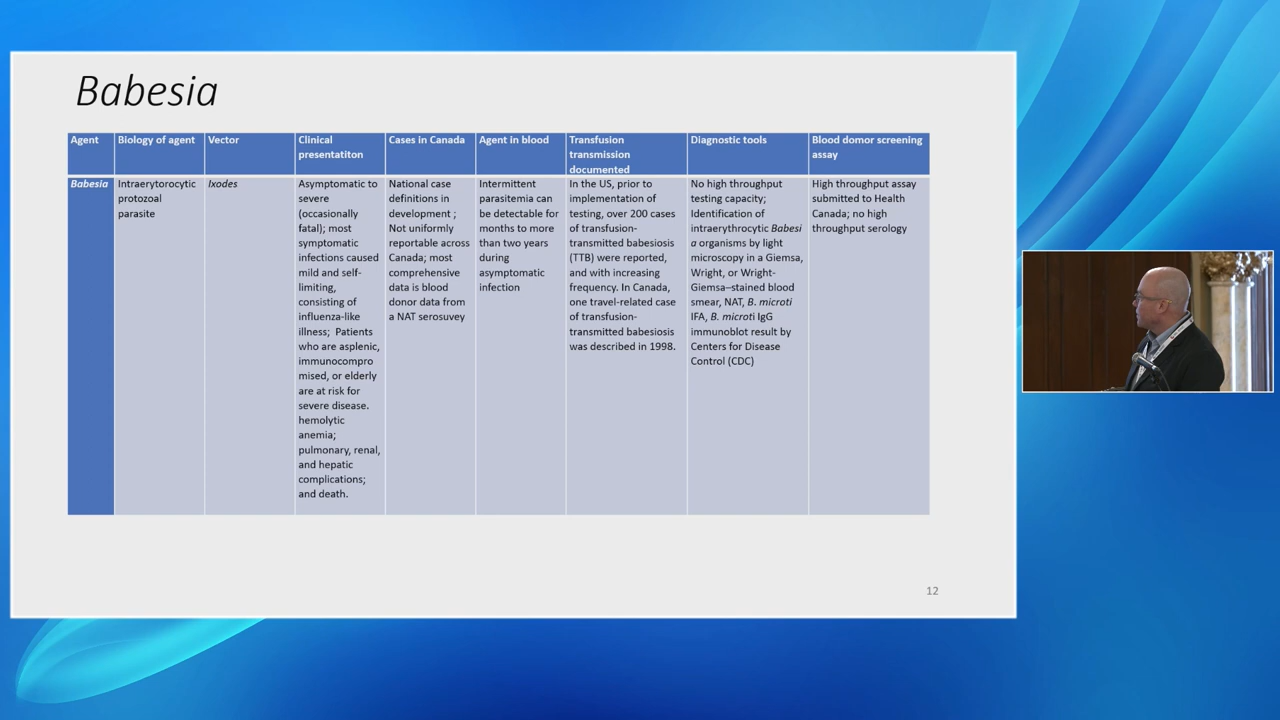 Babesia
Agent
Biology of agent
Vector
Clinical
presentatiton
Cases in Canada
Agent in blood
Transfusion
transmission
documented
Diagnostic tools
Blood domor screening
assay
Babesia
Intraerytorocytic
protozoal
parasite
Ixodes
Asymptomatic to
severe
(occasionally
fatal); most
symptomatic
infections caused
mild and self-
limiting,
consisting of
influenza-like
illness; Patients
who are asplenic,
immunocompro
mised, or elderly
are at risk for
severe disease.
hemolytic
anemia;
pulmonary, renal,
and hepatic
complications;
and death.
National case
definitions in
development ;
Not uniformly
reportable across
Canada; most
comprehensive
data is blood
donor data from
a NAT serosuvey
Intermittent
parasitemia can
be detectable for
months to more
than two years
during
asymptomatic
infection
In the US, prior to
implementation of
testing, over 200 cases
of transfusion-
transmitted babesiosis
(TTB) were reported,
and with increasing
frequency. In Canada,
one travel-related case
of transfusion-
transmitted babesiosis
was described in 1998.
No high throughput
testing capacity;
Identification of
intraerythrocytic Babesi
a organisms by light
microscopy in a Giemsa,
Wright, or Wright-
Giemsa–stained blood
smear, NAT, B. microti
IFA, B. microti IgG
immunoblot result by
Centers for Disease
Control (CDC)
High throughput assay
submitted to Health
Canada; no high
throughput serology
12